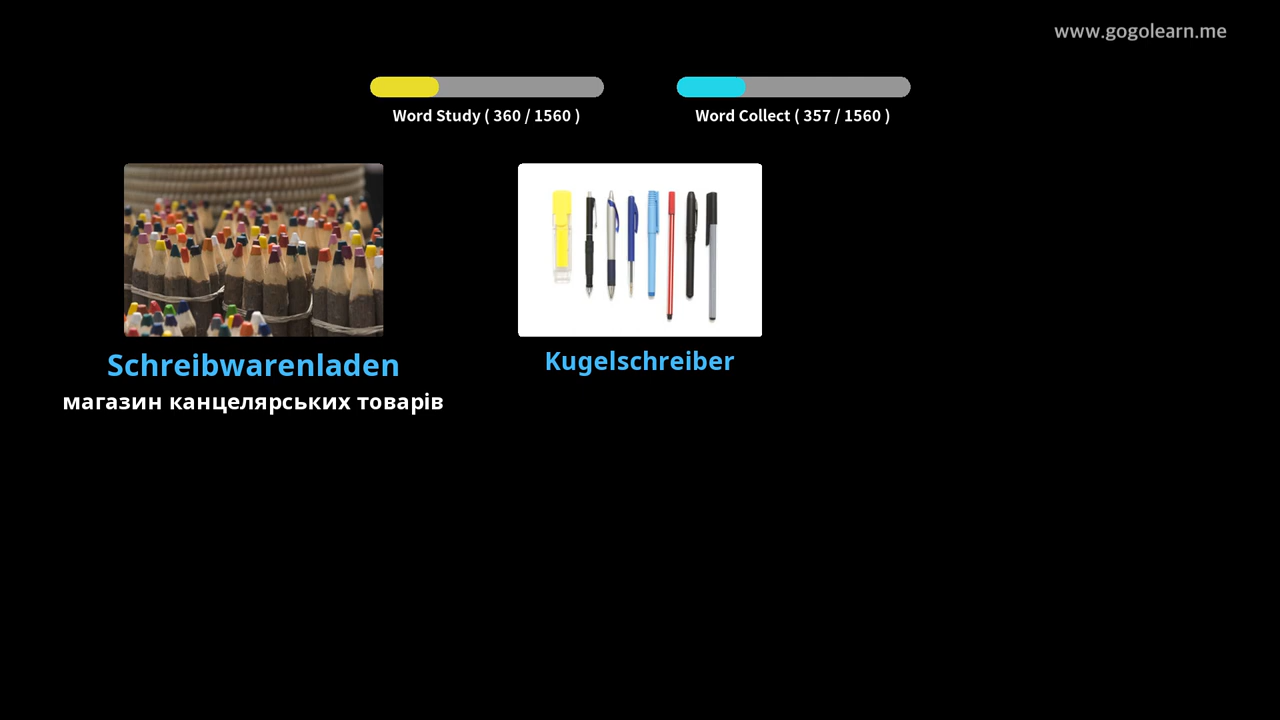 www.gogolearn.me
Word Study ( 360 / 1560 )
Word Collect ( 357 / 1560 )
Schreibwarenladen
магазин канцелярських товарів
Kugelschreiber